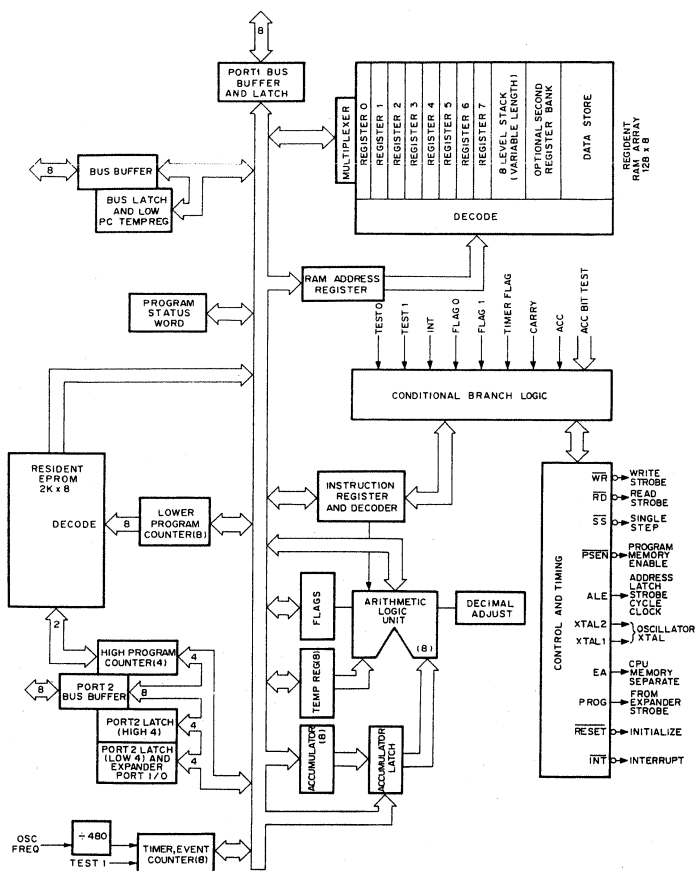 8
PORT1 BUS
BUFFER
AND LATCH
MULTIPLEXER
REGISTER 0
REGISTER 1
REGISTER 2
REGISTER 3
REGISTER 4
REGISTER 5
REGISTER 6
REGISTER 7
8 LEVEL STACK
(VARIABLE LENGTH)
OPTIONAL SECOND
REGISTER BANK
DATA STORE
REGIDENT
RAM ARRAY
128 x 8
DECODE
8
BUS BUFFER
BUS LATCH
AND LOW
PC TEMPREG
RAM ADDRESS
REGISTER
PROGRAM
STATUS
WORD
TEST 0
TEST 1
INT
FLAG 0
FLAG 1
TIMER FLAG
CARRY
ACC
ACC BIT TEST
CONDITIONAL BRANCH LOGIC
RESIDENT
EPROM
2K x 8
DECODE
8
LOWER
PROGRAM
COUNTER(8)
INSTRUCTION
REGISTER
AND DECODER
FLAGS
ARITHMETIC
LOGIC
UNIT
(8)
DECIMAL
ADJUST
TEMP REG(8)
ACCUMULATOR
(8)
ACCUMULATOR
LATCH
2
HIGH PROGRAM
COUNTER(4)
4
8
PORT 2
BUS BUFFER
8
PORT2 LATCH
(HIGH 4)
4
PORT2 LATCH
(LOW 4) AND
EXPANDER
PORT I/O
4
OSC
FREQ
÷480
TEST 1
TIMER,EVENT
COUNTER(8)
CONTROL AND TIMING
WR WRITE
STROBE
RD READ
STROBE
SS SINGLE
STEP
PSEN PROGRAM
MEMORY
ENABLE
ALE ADDRESS
LATCH
STROBE
CYCLE
CLOCK
XTAL2
XTAL1
OSCILLATOR
XTAL
EA CPU
MEMORY
SEPARATE
PROG FROM
EXPANDER
STROBE
RESET INITIALIZE
INT INTERRUPT